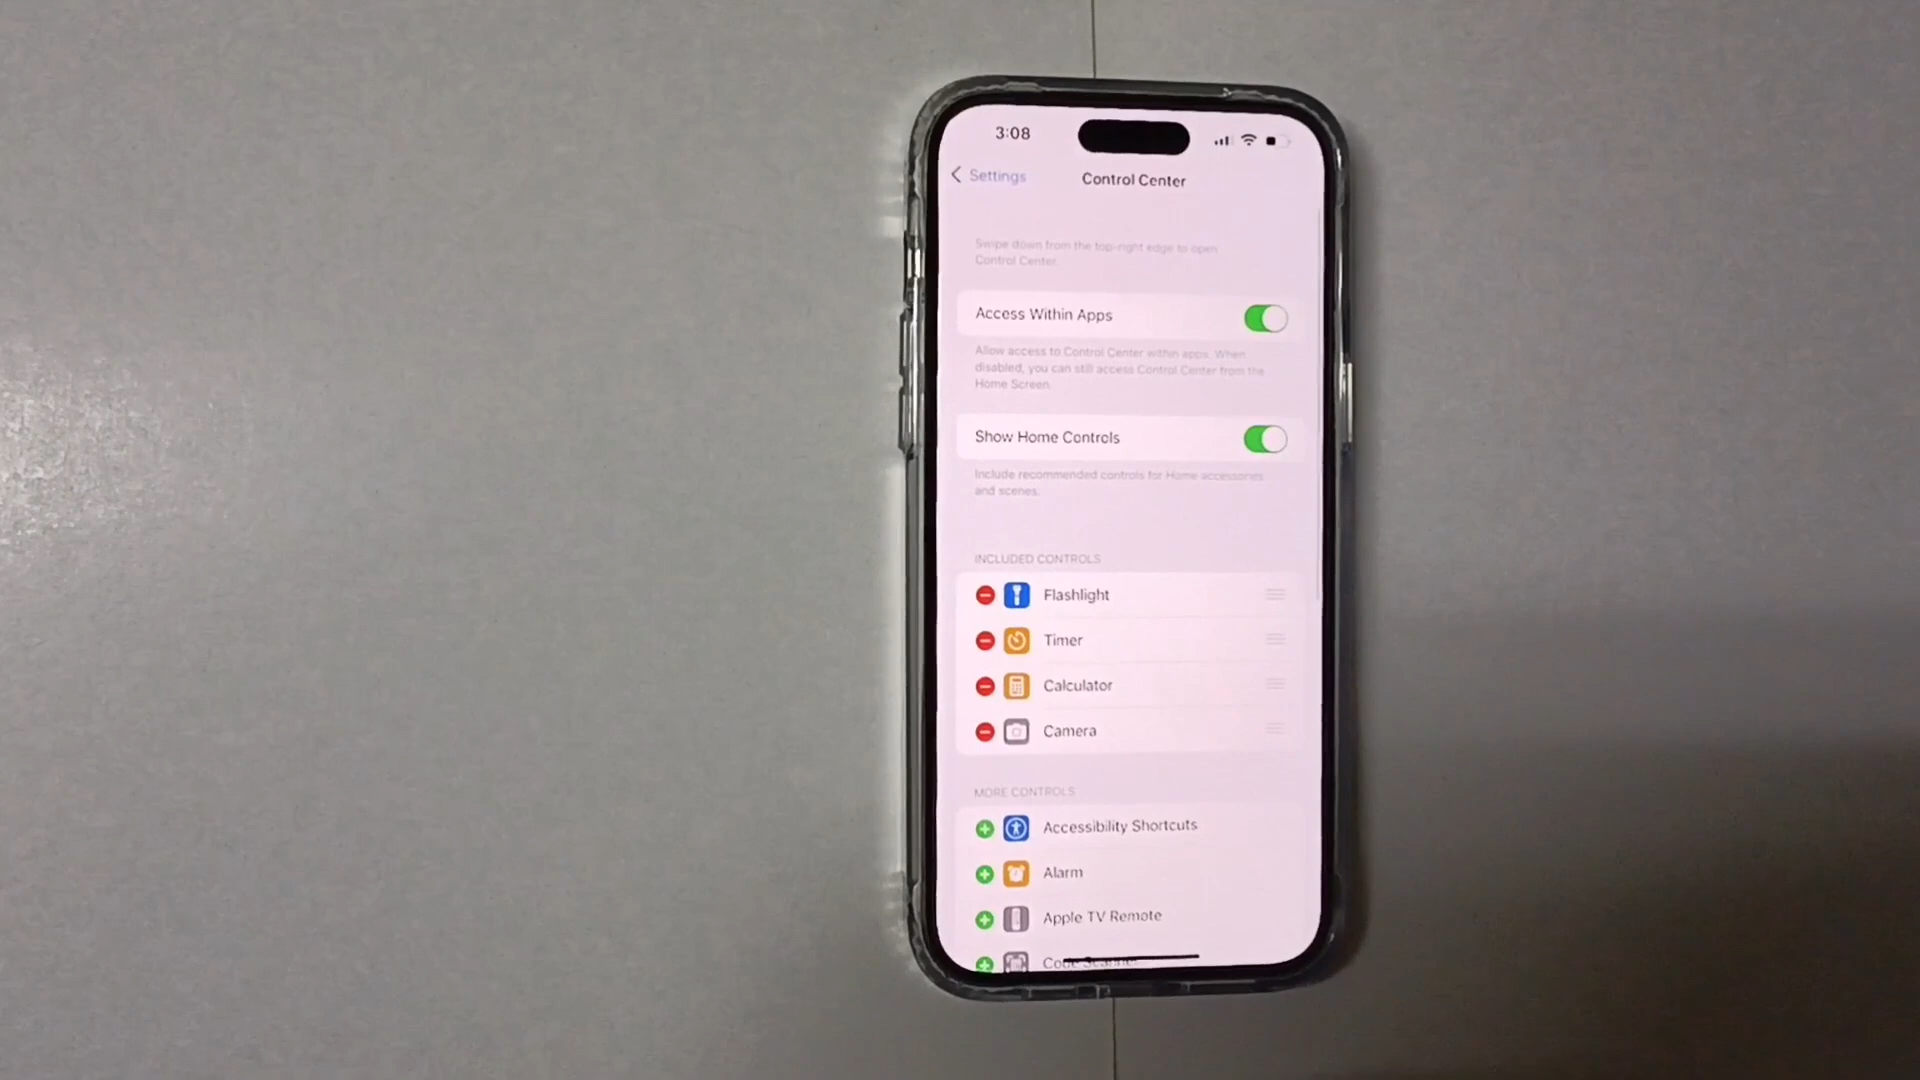 3:08
Settings
Control Center
Swipe down from the top-right edge to open
Control Center.
Access Within Apps
Allow access to Control Center within apps. When
disabled, you can still access Control Center from the
Home Screen.
Show Home Controls
Include recommended controls for Home accessories
and scenes.
INCLUDED CONTROLS
Flashlight
Timer
Calculator
Camera
MORE CONTROLS
Accessibility Shortcuts
Alarm
Apple TV Remote
Code Scanner